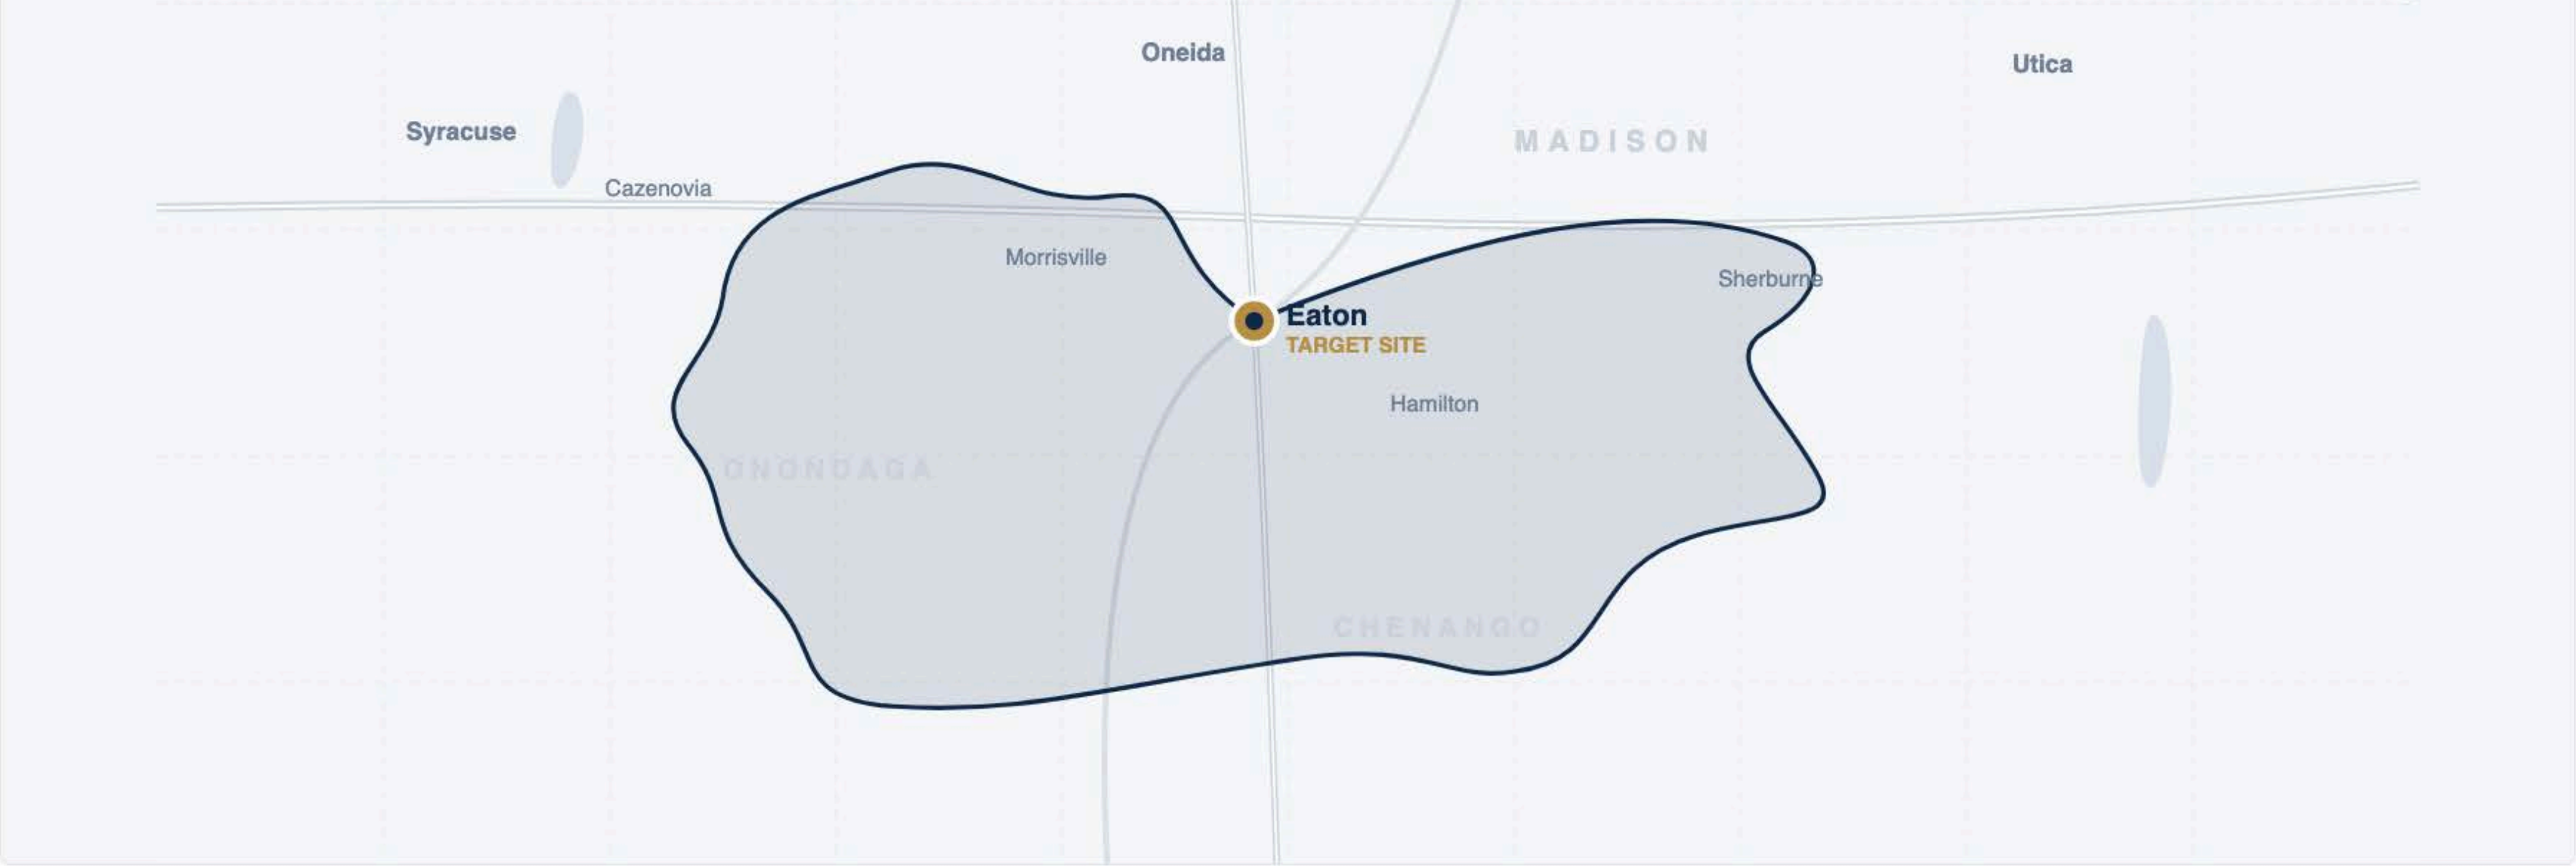 Oneida
Utica
Syracuse
MADISON
Cazenovia
Morrisville
Sherburne
Eaton
TARGET SITE
Hamilton
ONONDAGA
CHENANGO